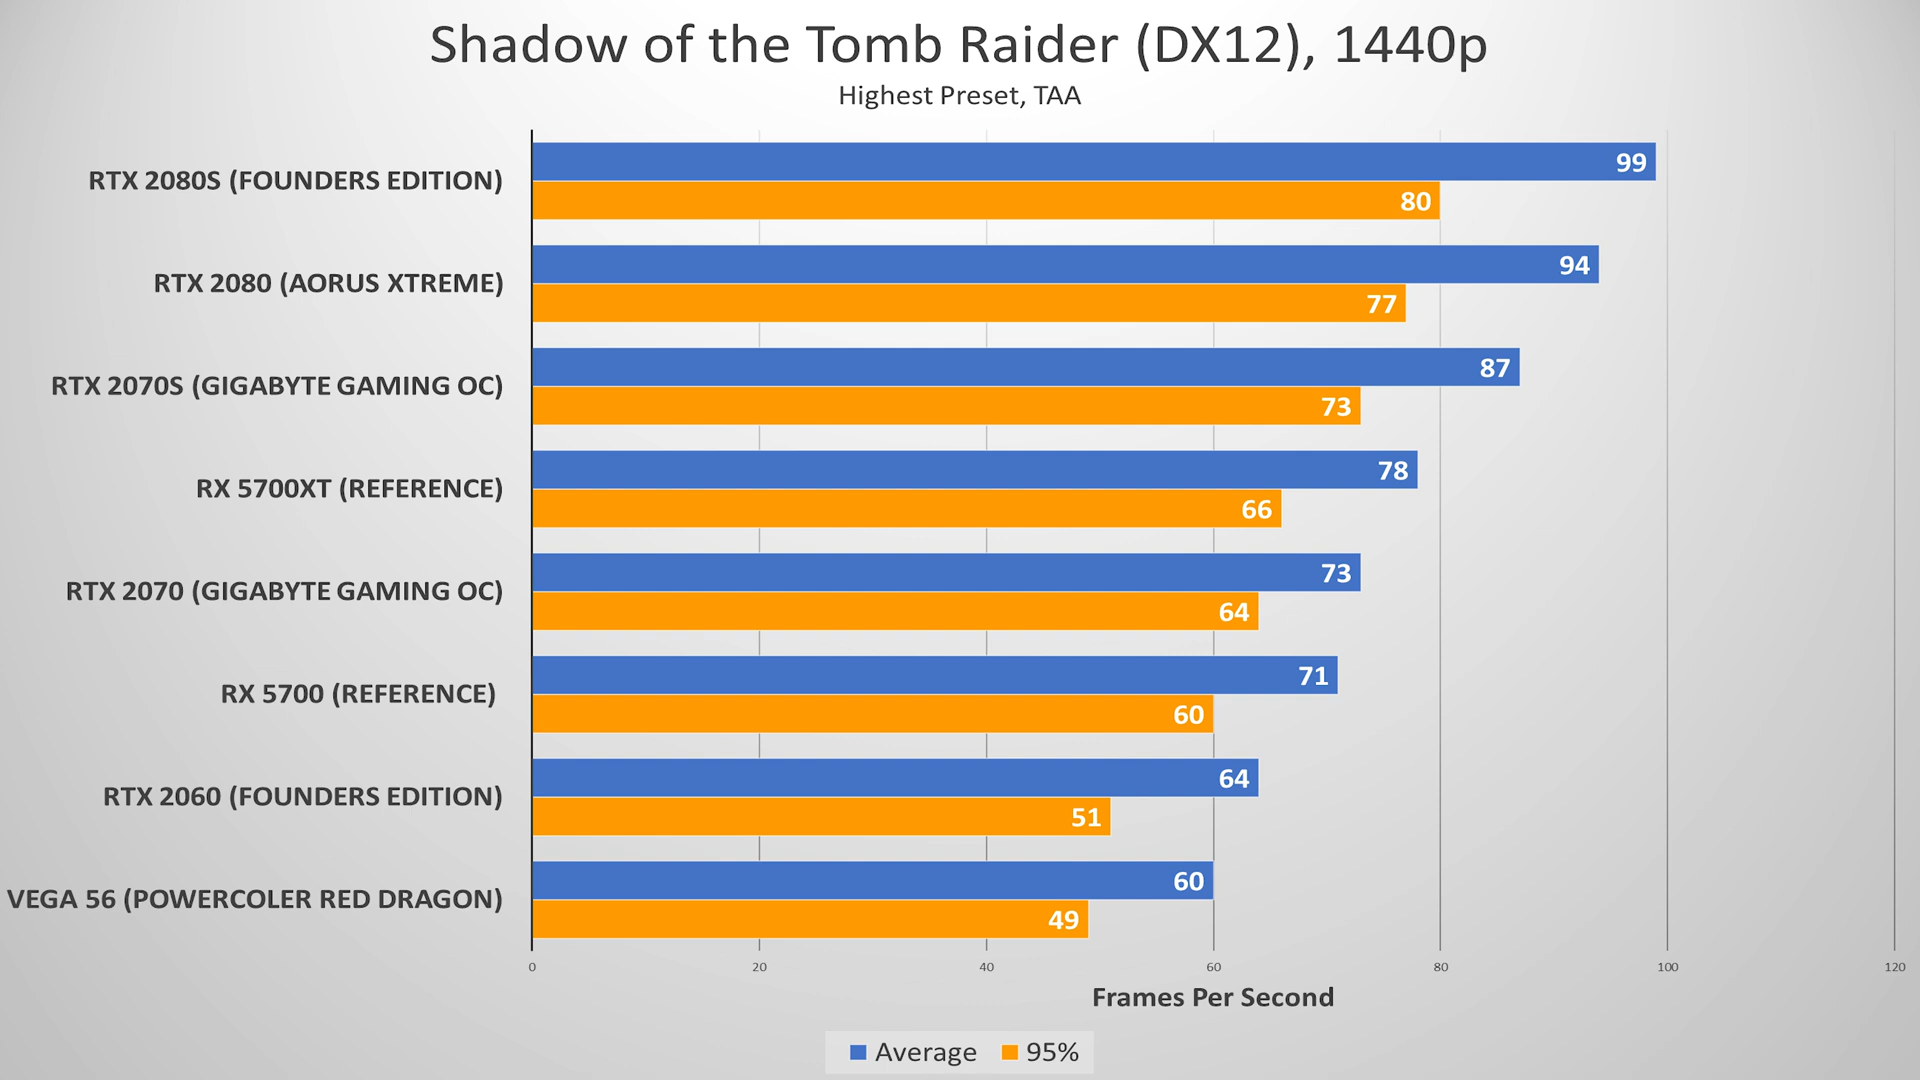 Shadow of the Tomb Raider (DX12), 1440p
Highest Preset, TAA
RTX 2080S (FOUNDERS EDITION)
99
80
RTX 2080 (AORUS XTREME)
94
77
RTX 2070S (GIGABYTE GAMING OC)
87
73
RX 5700XT (REFERENCE)
78
66
RTX 2070 (GIGABYTE GAMING OC)
73
64
RX 5700 (REFERENCE)
71
60
RTX 2060 (FOUNDERS EDITION)
64
51
VEGA 56 (POWERCOLER RED DRAGON)
60
49
0 20 40 60 80 100 120
Frames Per Second
Average 95%